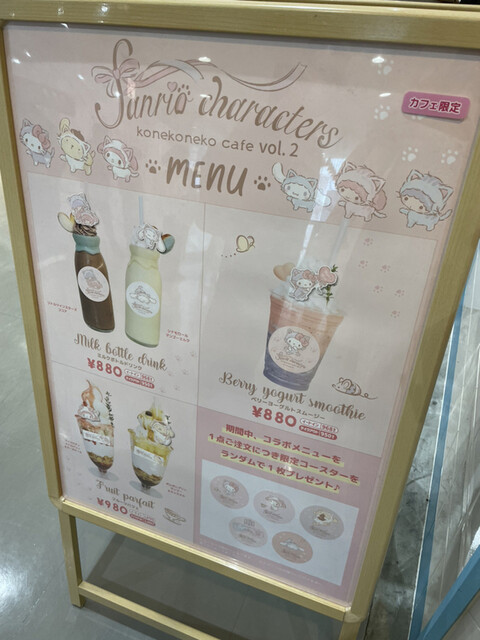 Sanrio characters
konekoneko cafe vol.2
MENU
カフェ限定
Milk bottle drink
ミルクボトルドリンク
¥880
Berry yogurt smoothie
ベリーヨーグルトスムージー
¥880
Fruit parfait
¥980
期間中、コラボメニューを
1点ご注文につき限定コースターを
ランダムで1枚プレゼント♪